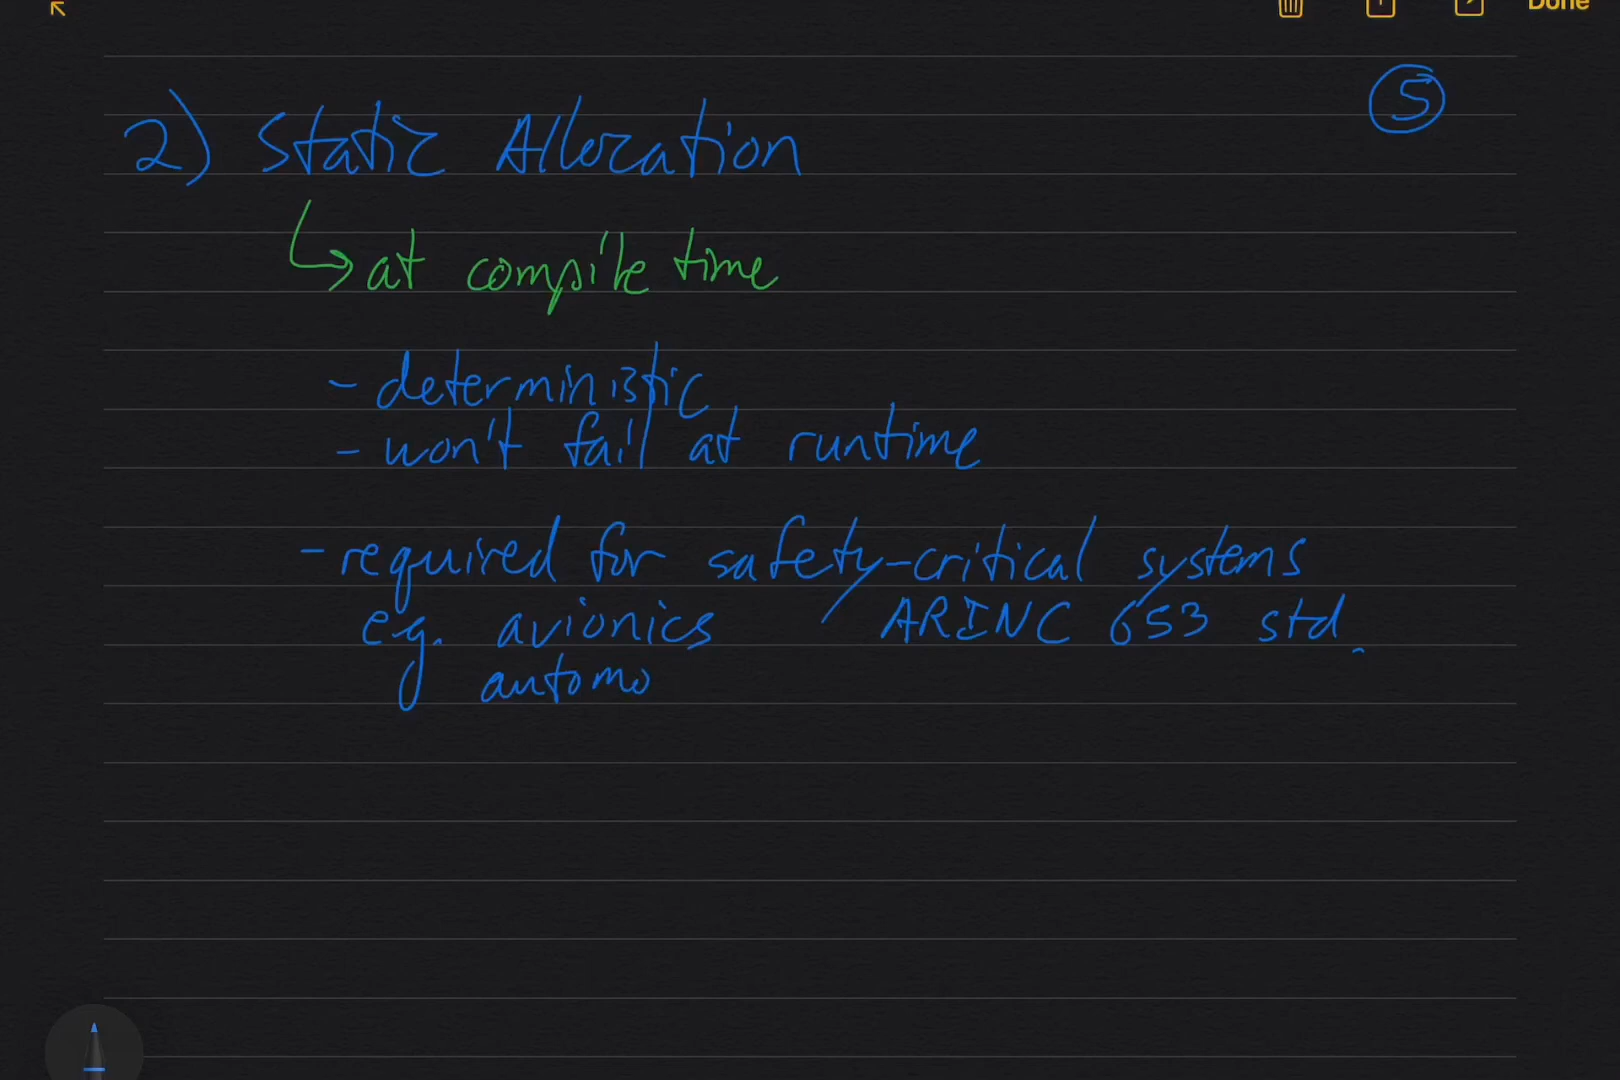 Done
5
2) Static Allocation
at compile time
- deterministic
- won't fail at runtime
- required for safety-critical systems
e.g. avionics / ARINC 653 std.
automo